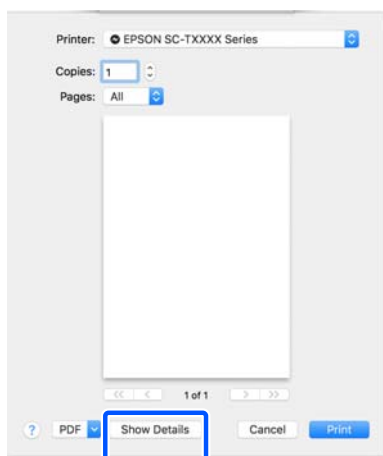 Printer: EPSON SC-TXXXX Series
Copies: 1
Pages: All
<< < 1 of 1 > >>
? PDF Show Details Cancel Print